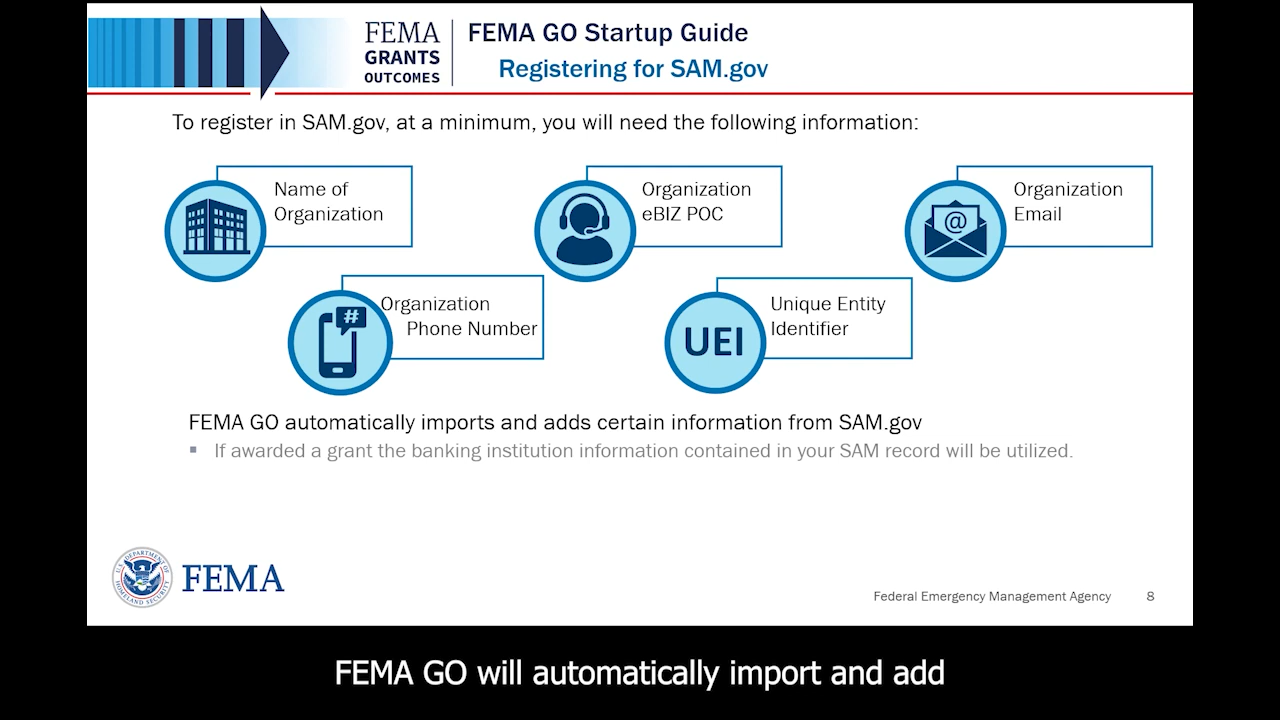 FEMA
GRANTS
OUTCOMES
FEMA GO Startup Guide
Registering for SAM.gov
To register in SAM.gov, at a minimum, you will need the following information:
Name of
Organization
Organization
eBIZ POC
@
Organization
Email
#
Organization
Phone Number
UEI
Unique Entity
Identifier
FEMA GO automatically imports and adds certain information from SAM.gov
▪ If awarded a grant the banking institution information contained in your SAM record will be utilized.
U.S. DEPARTMENT OF
HOMELAND SECURITY
FEMA
Federal Emergency Management Agency 8
FEMA GO will automatically import and add